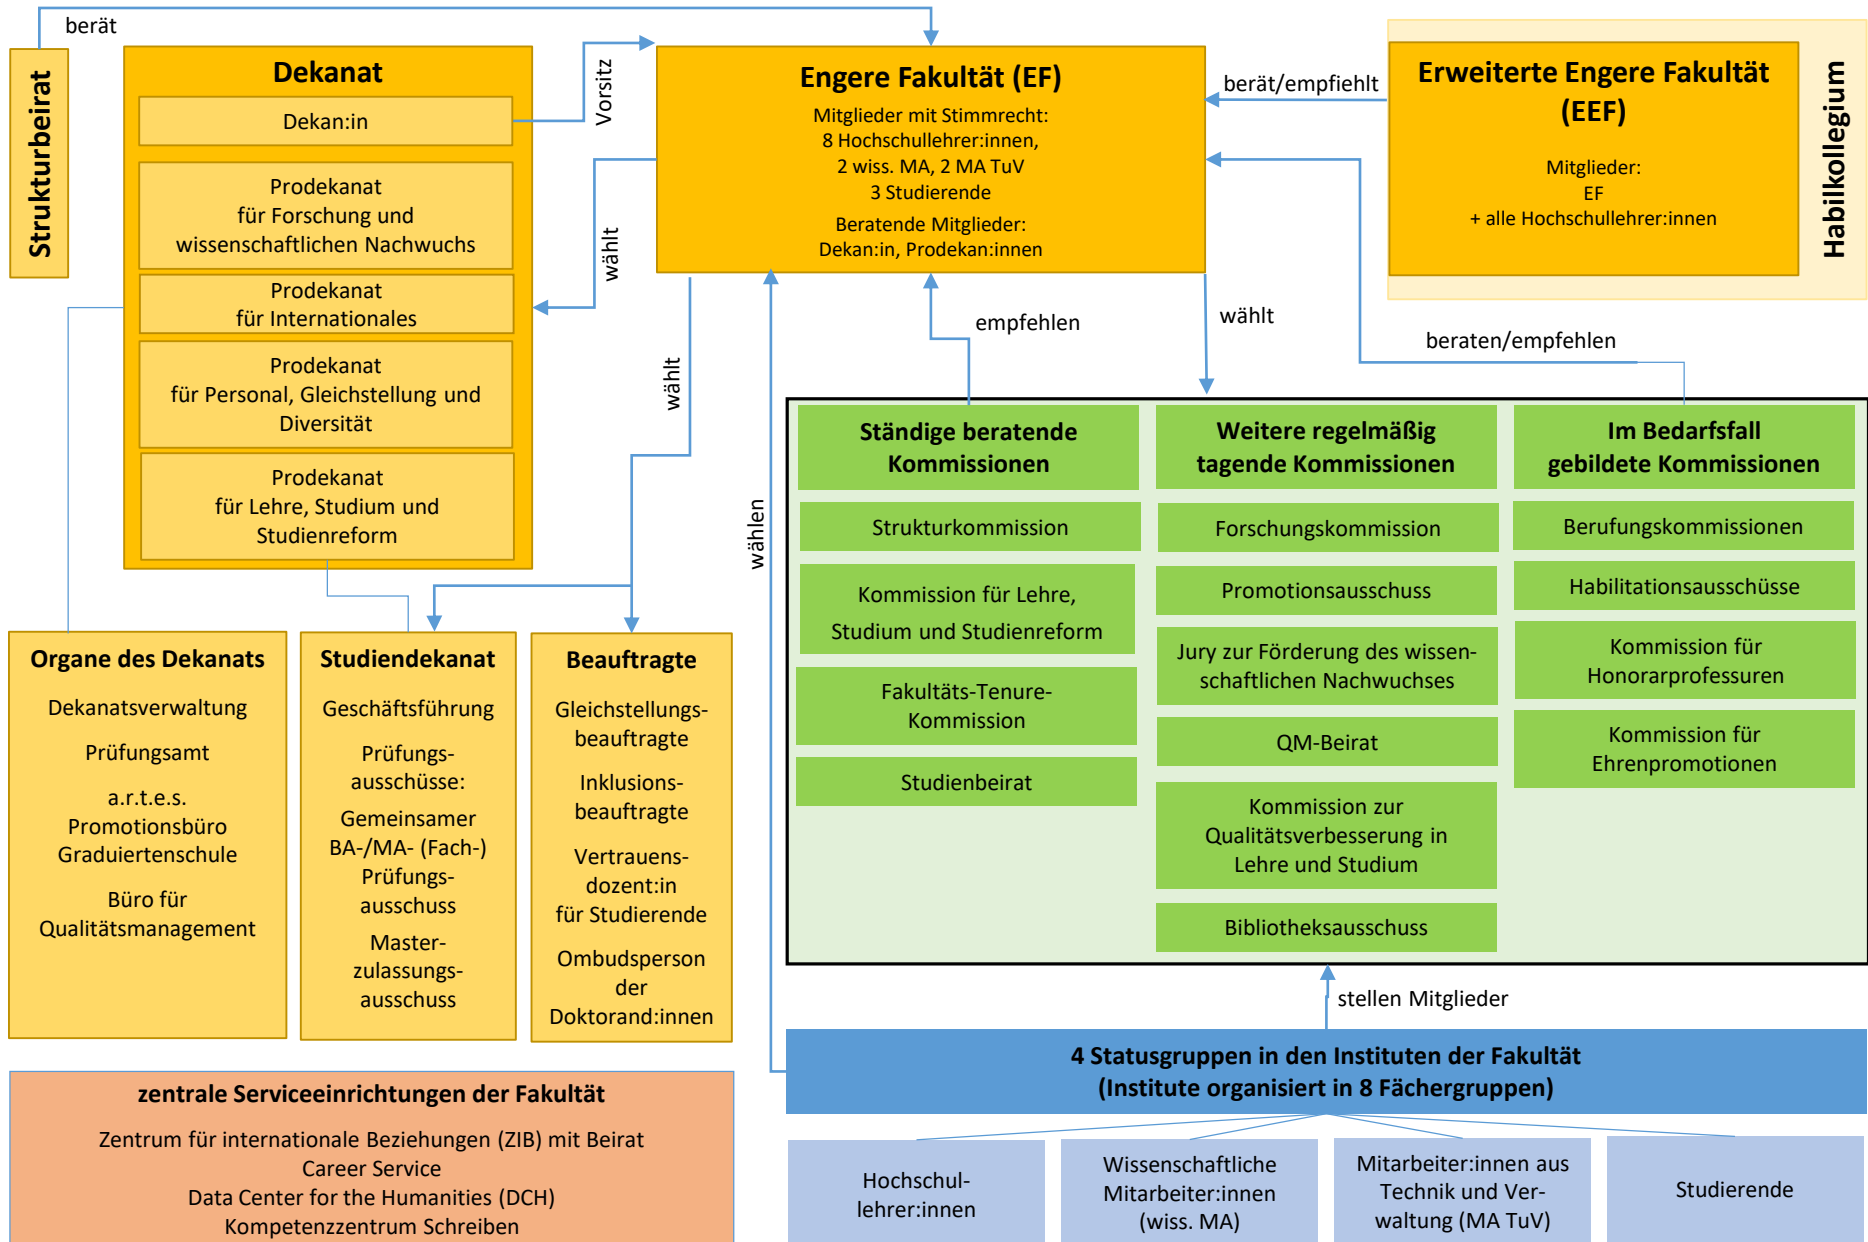 berät
Strukturbeirat
Dekanat
Dekan:in
Prodekanat
für Forschung und
wissenschaftlichen Nachwuchs
Prodekanat
für Internationales
Prodekanat
für Personal, Gleichstellung und
Diversität
Prodekanat
für Lehre, Studium und
Studienreform
Vorsitz
wählt
Engere Fakultät (EF)
Mitglieder mit Stimmrecht:
8 Hochschullehrer:innen,
2 wiss. MA, 2 MA TuV
3 Studierende
Beratende Mitglieder:
Dekan:in, Prodekan:innen
berät/empfiehlt
Erweiterte Engere Fakultät
(EEF)
Mitglieder:
EF
+ alle Hochschullehrer:innen
Habilkollegium
wählt
wählen
empfehlen
wählt
beraten/empfehlen
Organe des Dekanats
Dekanatsverwaltung
Prüfungsamt
a.r.t.e.s.
Promotionsbüro
Graduiertenschule
Büro für
Qualitätsmanagement
Studiendekanat
Geschäftsführung
Prüfungs-
ausschüsse:
Gemeinsamer
BA-/MA- (Fach-)
Prüfungs-
ausschuss
Master-
zulassungs-
ausschuss
Beauftragte
Gleichstellungs-
beauftragte
Inklusions-
beauftragte
Vertrauens-
dozent:in
für Studierende
Ombudsperson
der
Doktorand:innen
Ständige beratende
Kommissionen
Strukturkommission
Kommission für Lehre,
Studium und Studienreform
Fakultäts-Tenure-
Kommission
Studienbeirat
Weitere regelmäßig
tagende Kommissionen
Forschungskommission
Promotionsausschuss
Jury zur Förderung des wissen-
schaftlichen Nachwuchses
QM-Beirat
Kommission zur
Qualitätsverbesserung in
Lehre und Studium
Bibliotheksausschuss
Im Bedarfsfall
gebildete Kommissionen
Berufungskommissionen
Habilitationsausschüsse
Kommission für
Honorarprofessuren
Kommission für
Ehrenpromotionen
stellen Mitglieder
4 Statusgruppen in den Instituten der Fakultät
(Institute organisiert in 8 Fächergruppen)
Hochschul-
lehrer:innen
Wissenschaftliche
Mitarbeiter:innen
(wiss. MA)
Mitarbeiter:innen aus
Technik und Ver-
waltung (MA TuV)
Studierende
zentrale Serviceeinrichtungen der Fakultät
Zentrum für internationale Beziehungen (ZIB) mit Beirat
Career Service
Data Center for the Humanities (DCH)
Kompetenzzentrum Schreiben